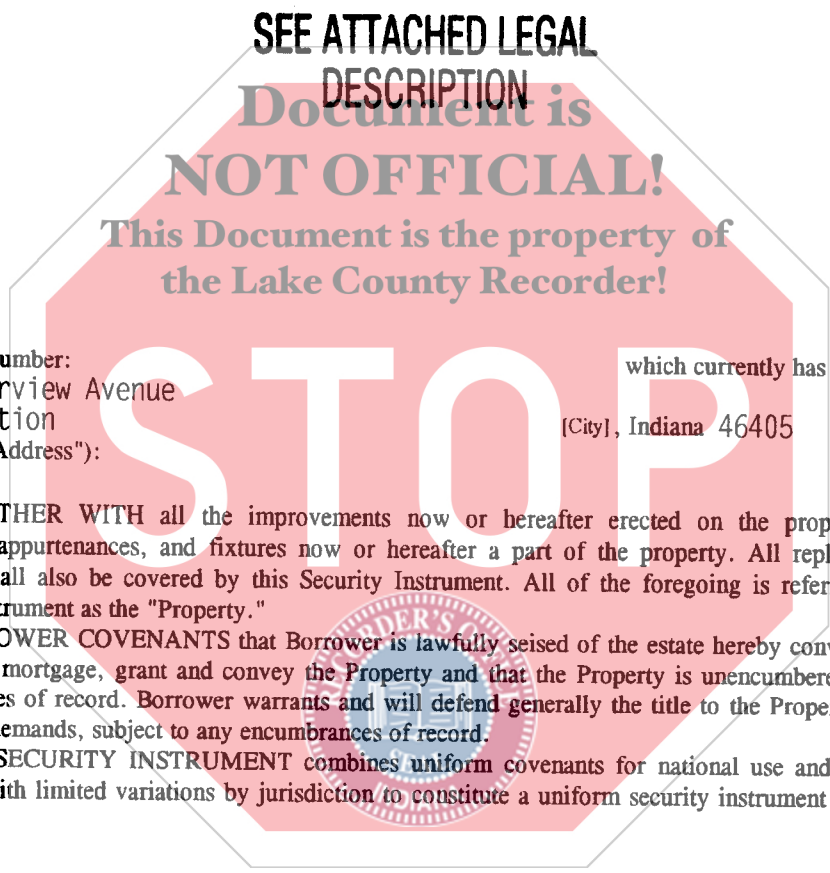 SEE ATTACHED LEGAL
DESCRIPTION
Document is
NOT OFFICIAL!
This Document is the property of
the Lake County Recorder!
umber:
which currently has
rview Avenue
tion
[City], Indiana 46405
Address"):
STOP
THER WITH all the improvements now or hereafter erected on the prop
appurtenances, and fixtures now or hereafter a part of the property. All repl
all also be covered by this Security Instrument. All of the foregoing is refer
trument as the "Property."
OWER COVENANTS that Borrower is lawfully seised of the estate hereby conv
mortgage, grant and convey the Property and that the Property is unencumbere
es of record. Borrower warrants and will defend generally the title to the Prope
emands, subject to any encumbrances of record.
SECURITY INSTRUMENT combines uniform covenants for national use and
ith limited variations by jurisdiction to constitute a uniform security instrument
SEAL
INDIANA